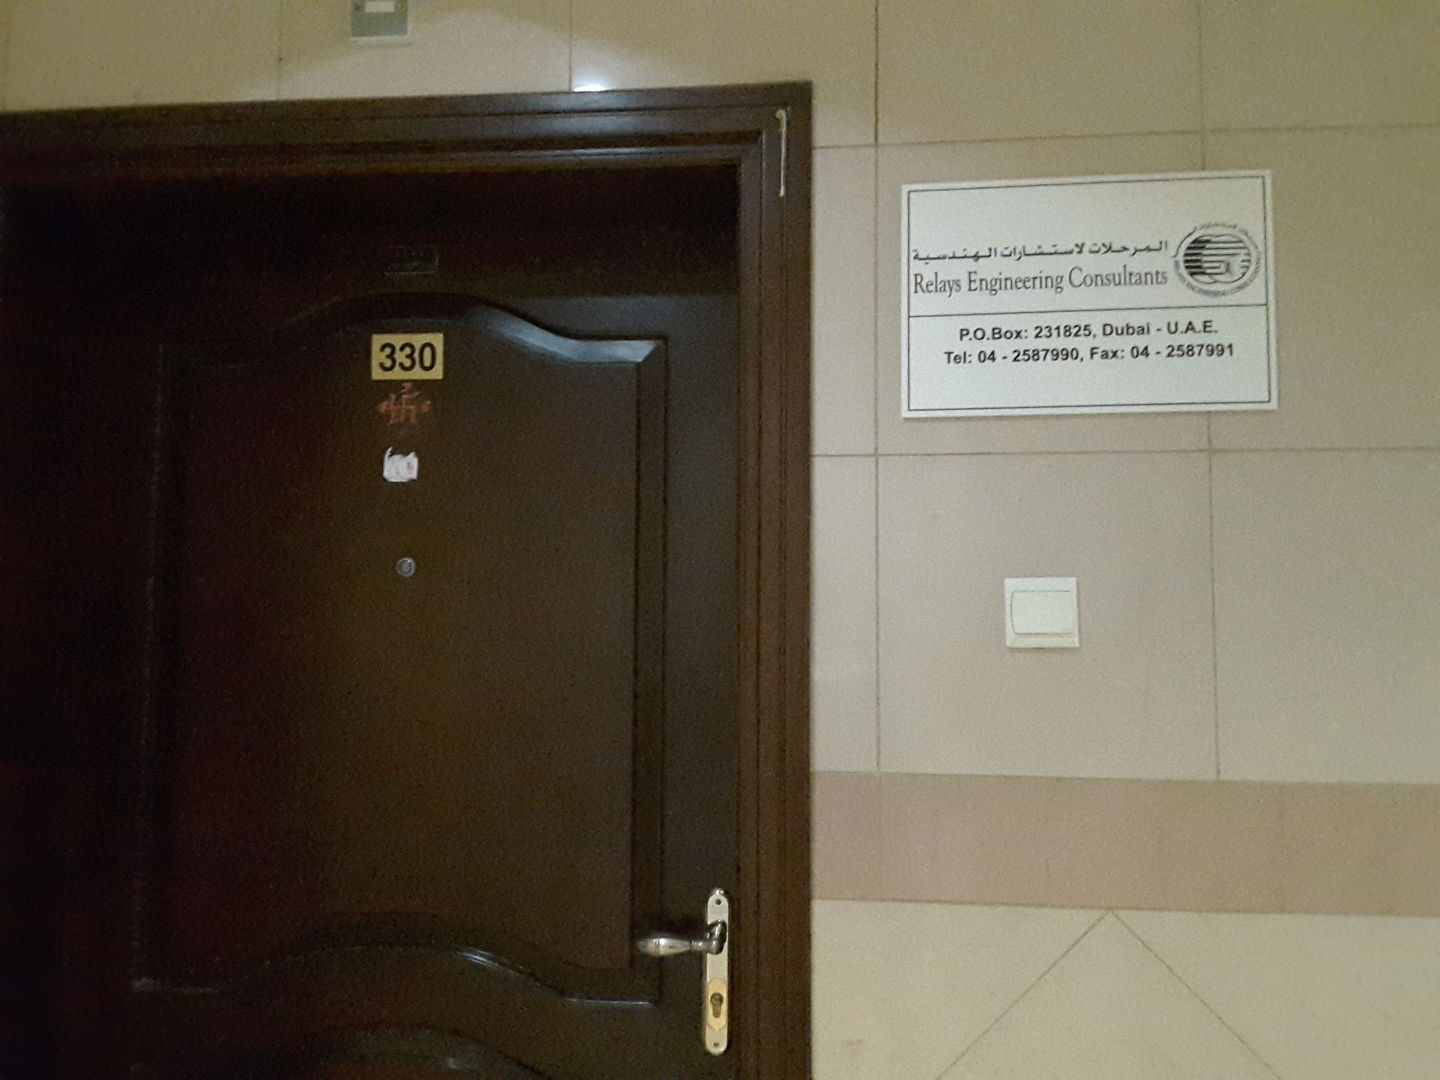 330
المرحلات لاستشارات الهندسية
Relays Engineering Consultants
P.O.Box: 231825, Dubai - U.A.E.
Tel: 04 - 2587990, Fax: 04 - 2587991